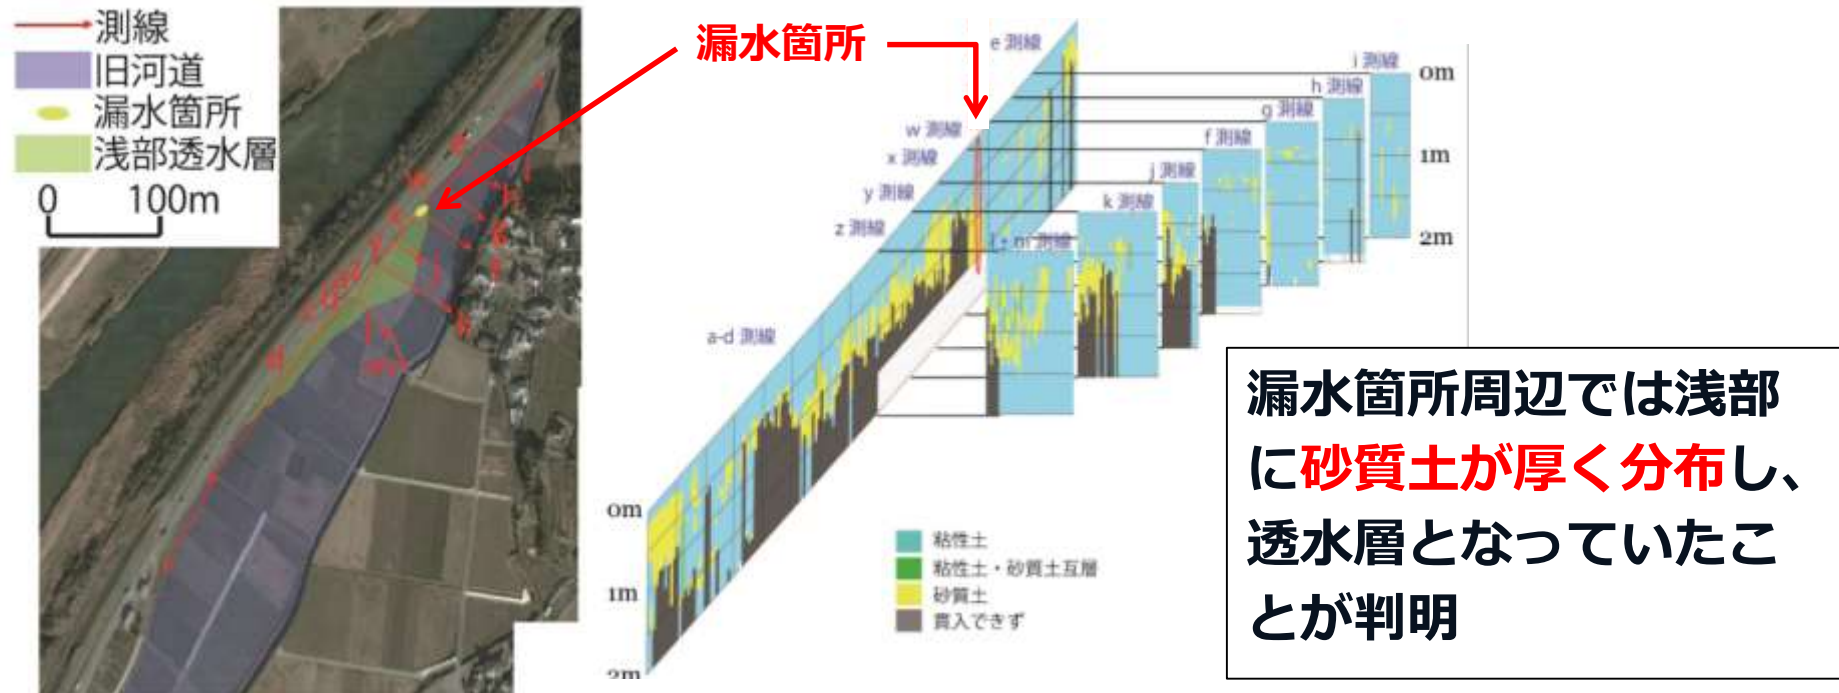 測線
旧河道
漏水箇所
浅部透水層
0 100m
漏水箇所
e 測線
w 測線
x 測線
y 測線
z 測線
a-d 測線
l・m 測線
k 測線
j 測線
f 測線
g 測線
h 測線
i 測線
0m
1m
2m
0m
1m
2m
粘性土
粘性土・砂質土互層
砂質土
貫入できず
漏水箇所周辺では浅部
に砂質土が厚く分布し、
透水層となっていたこ
とが判明